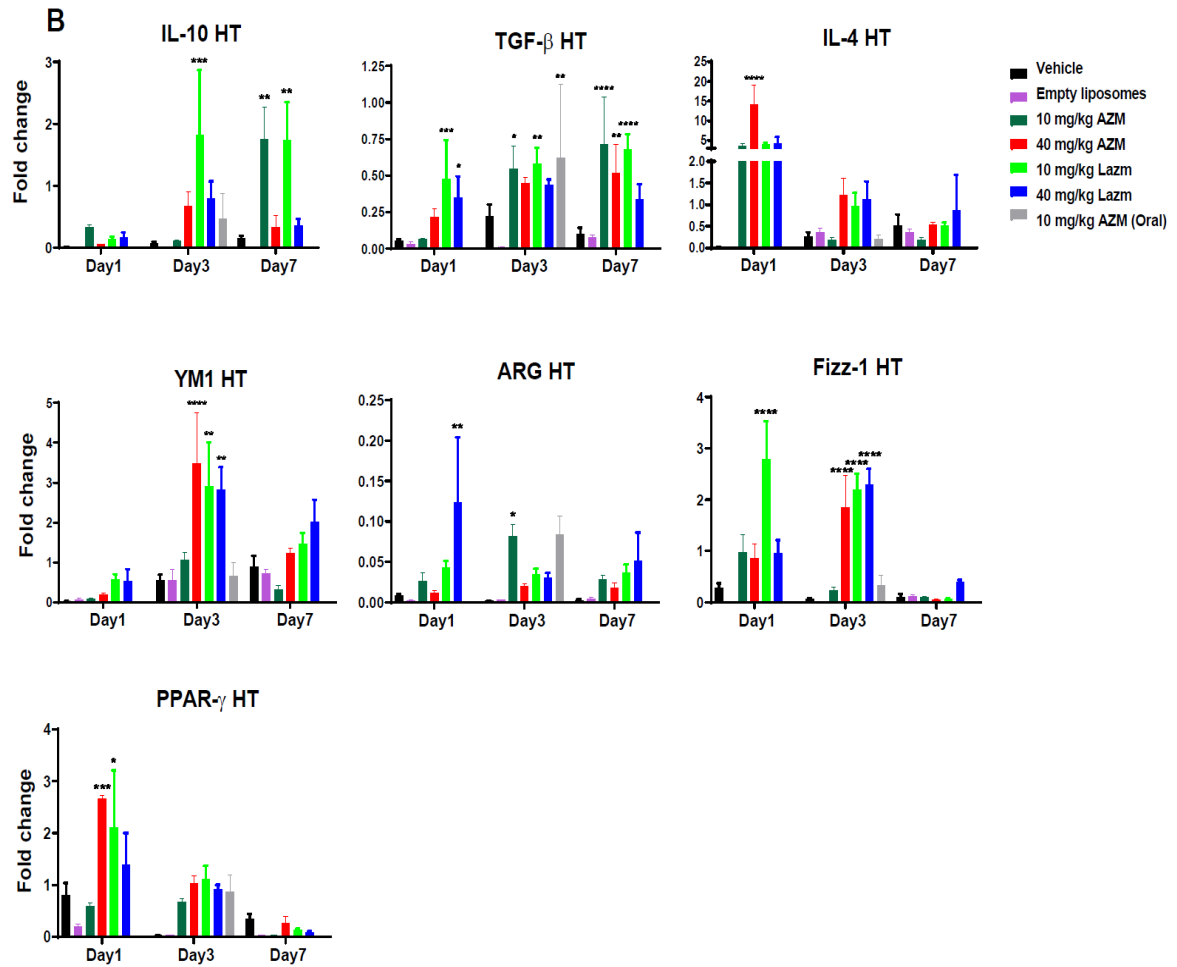 B
IL-10 HT
Fold change
3
2
1
0
***
**
**
Day1
Day3
Day7
TGF-β HT
1.25
1.00
0.75
0.50
0.25
0.00
***
*
*
**
**
****
**
****
Day1
Day3
Day7
IL-4 HT
25
20
15
10
5
2.0
1.5
1.0
0.5
0.0
****
Day1
Day3
Day7
Vehicle
Empty liposomes
10 mg/kg AZM
40 mg/kg AZM
10 mg/kg Lazm
40 mg/kg Lazm
10 mg/kg AZM (Oral)
YM1 HT
Fold change
5
4
3
2
1
0
****
**
**
Day1
Day3
Day7
ARG HT
0.25
0.20
0.15
0.10
0.05
0.00
**
*
Day1
Day3
Day7
Fizz-1 HT
4
3
2
1
0
****
****
****
****
Day1
Day3
Day7
PPAR-γ HT
Fold change
4
3
2
1
0
***
*
Day1
Day3
Day7